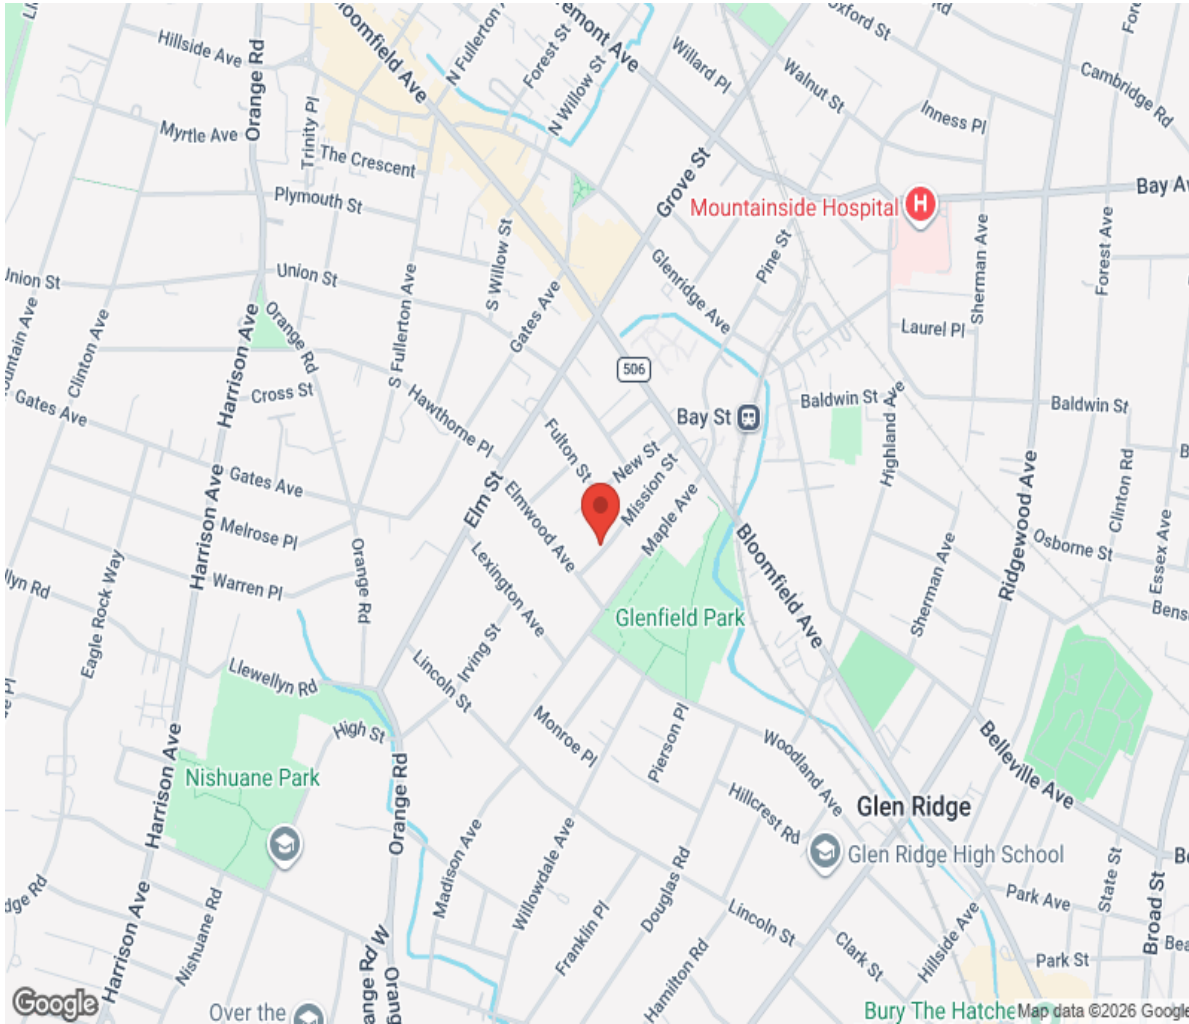 Hillside Ave
Orange Rd
Trinity Pl
Myrtle Ave
The Crescent
Plymouth St
Bloomfield Ave
N Fullerton A
Forest St
N Willow St
Willard Pl
Walnut St
Oxford St
Rd
Cambridge Rd
Inness Pl
Grove St
Mountainside Hospital
H
Bay Av
Pine St
Sherman Ave
Forest Ave
Union St
Union St
S Willow St
S Fullerton Ave
Gates Ave
Glenridge Ave
Laurel Pl
Orange Rd
Harrison Ave
Clinton Ave
506
Gates Ave
Cross St
Hawthorne Pl
Bay St
Baldwin St
Baldwin St
Highland Ave
Fulton St
New St
Mission St
Maple Ave
Elm St
Elmwood Ave
Gates Ave
Harrison Ave
Melrose Pl
Orange Rd
Warren Pl
Eagle Rock Way
Lexington Ave
Irving St
Glenfield Park
Bloomfield Ave
Ridgewood Ave
Clinton Rd
Essex Ave
Osborne St
Sherman Ave
Llewellyn Rd
Lincoln St
High St
Monroe Pl
Pierson Pl
Woodland Ave
Belleville Ave
Nishuane Park
Harrison Ave
Orange Rd
Hillcrest Rd
Glen Ridge
Glen Ridge High School
Madison Ave
Willowdale Ave
Douglas Rd
Franklin Pl
Lincoln St
Clark St
Hillside Ave
Park Ave
State St
Broad St
Park St
Nishuane Rd
Harrison Ave
Hamilton Rd
Over the
Bury The Hatche
Google
Map data ©2026 Google